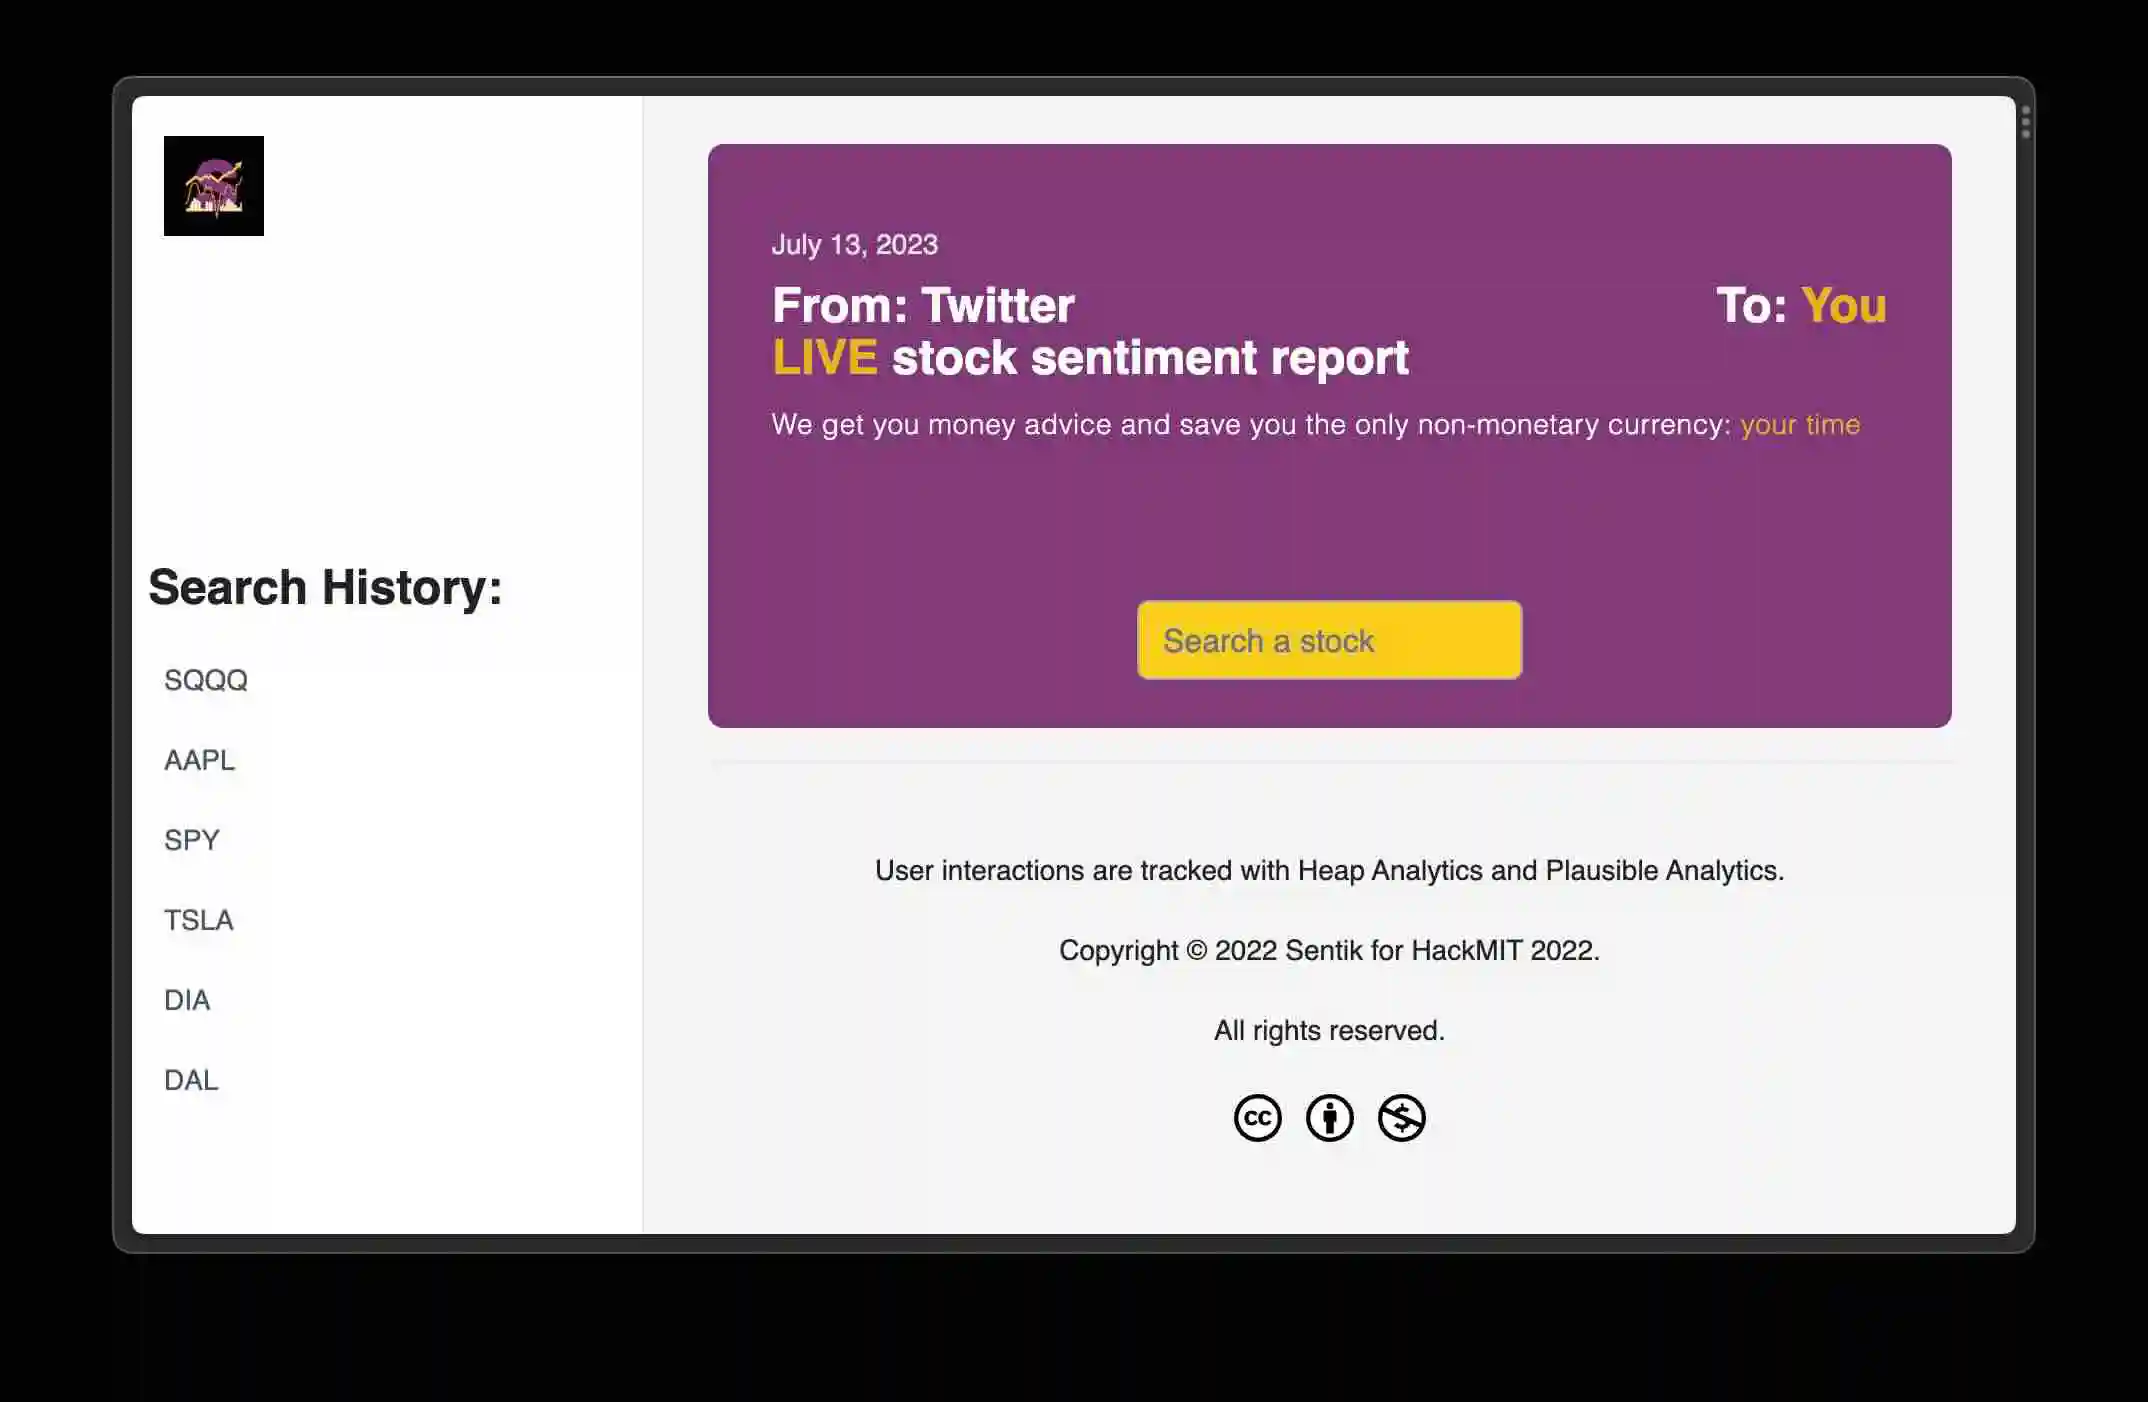 July 13, 2023
From: Twitter To: You
LIVE stock sentiment report
We get you money advice and save you the only non-monetary currency: your time
Search a stock
Search History:
SQQQ
AAPL
SPY
TSLA
DIA
DAL
User interactions are tracked with Heap Analytics and Plausible Analytics.
Copyright © 2022 Sentik for HackMIT 2022.
All rights reserved.
cc